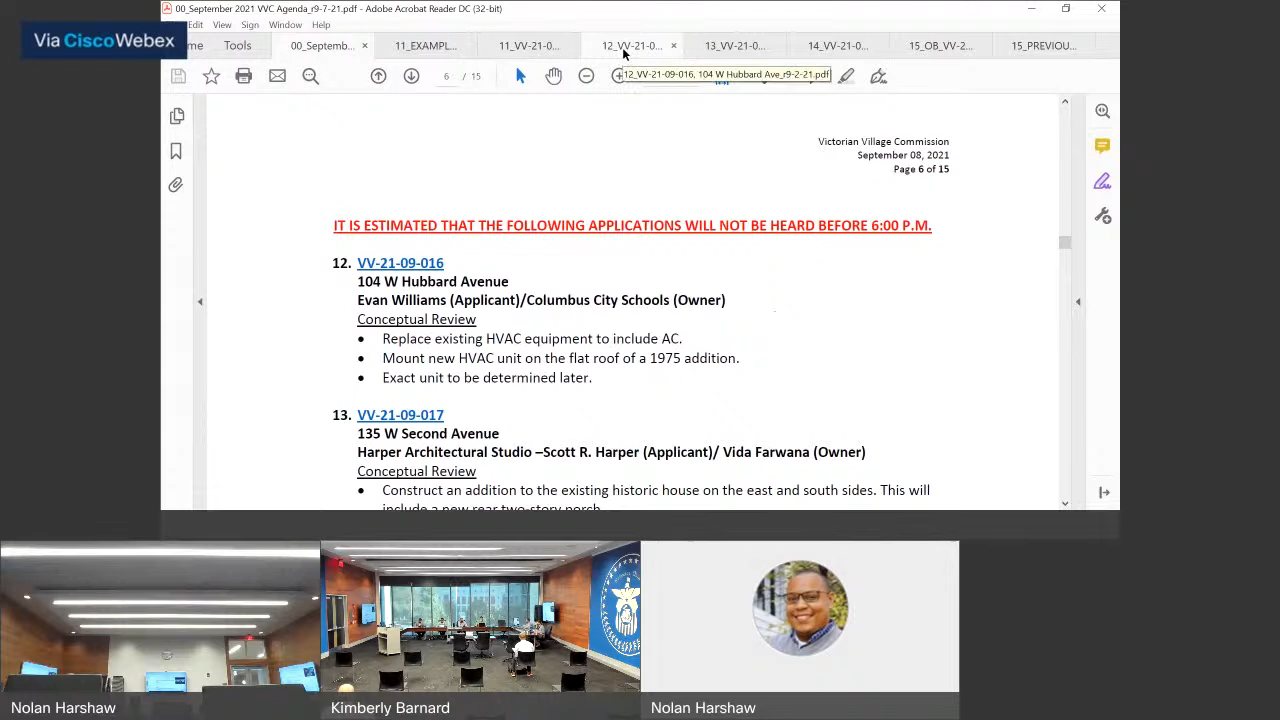 00_September 2021 VVC Agenda_r9-7-21.pdf - Adobe Acrobat Reader DC (32-bit)
Edit View Sign Window Help
Via CiscoWebex
me Tools 00_Septemb... 11_EXAMPL... 11_VV-21-0... 12_VV-21-0... 13_VV-21-0... 14_VV-21-0... 15_OB_VV-2... 15_PREVIOU...
6 / 15
12_VV-21-09-016, 104 W Hubbard Ave_r9-2-21.pdf
Victorian Village Commission
September 08, 2021
Page 6 of 15
IT IS ESTIMATED THAT THE FOLLOWING APPLICATIONS WILL NOT BE HEARD BEFORE 6:00 P.M.
12. VV-21-09-016
104 W Hubbard Avenue
Evan Williams (Applicant)/Columbus City Schools (Owner)
Conceptual Review
• Replace existing HVAC equipment to include AC.
• Mount new HVAC unit on the flat roof of a 1975 addition.
• Exact unit to be determined later.
13. VV-21-09-017
135 W Second Avenue
Harper Architectural Studio –Scott R. Harper (Applicant)/ Vida Farwana (Owner)
Conceptual Review
• Construct an addition to the existing historic house on the east and south sides. This will
include a new rear two-story porch.
Nolan Harshaw
Kimberly Barnard
Nolan Harshaw